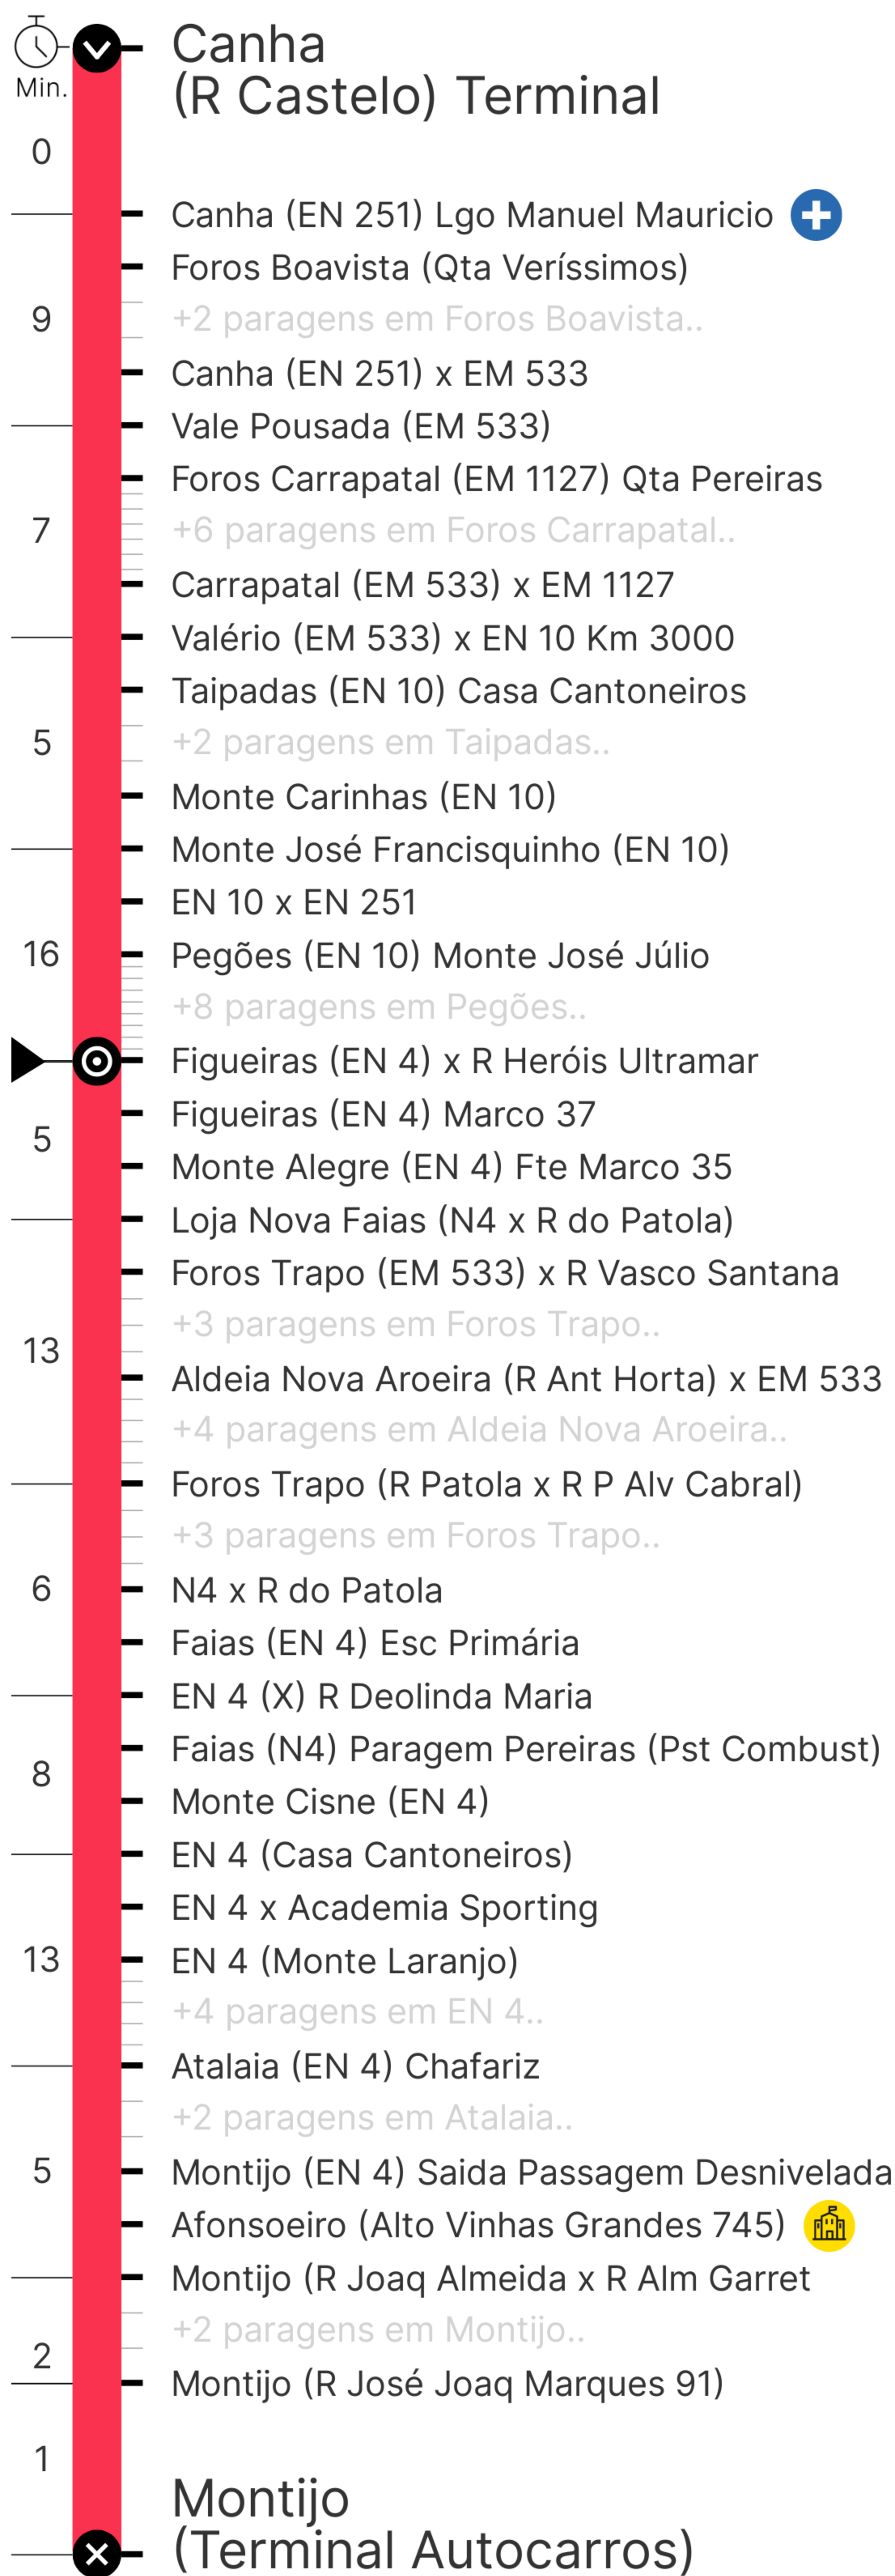 Canha
(R Castelo) Terminal
Min.
0
Canha (EN 251) Lgo Manuel Mauricio
Foros Boavista (Qta Veríssimos)
9
+2 paragens em Foros Boavista..
Canha (EN 251) x EM 533
Vale Pousada (EM 533)
Foros Carrapatal (EM 1127) Qta Pereiras
7
+6 paragens em Foros Carrapatal..
Carrapatal (EM 533) x EM 1127
Valério (EM 533) x EN 10 Km 3000
Taipadas (EN 10) Casa Cantoneiros
5
+2 paragens em Taipadas..
Monte Carinhas (EN 10)
Monte José Francisquinho (EN 10)
EN 10 x EN 251
16
Pegões (EN 10) Monte José Júlio
+8 paragens em Pegões..
Figueiras (EN 4) x R Heróis Ultramar
Figueiras (EN 4) Marco 37
5
Monte Alegre (EN 4) Fte Marco 35
Loja Nova Faias (N4 x R do Patola)
Foros Trapo (EM 533) x R Vasco Santana
+3 paragens em Foros Trapo..
13
Aldeia Nova Aroeira (R Ant Horta) x EM 533
+4 paragens em Aldeia Nova Aroeira..
Foros Trapo (R Patola x R P Alv Cabral)
+3 paragens em Foros Trapo..
6
N4 x R do Patola
Faias (EN 4) Esc Primária
EN 4 (X) R Deolinda Maria
Faias (N4) Paragem Pereiras (Pst Combust)
8
Monte Cisne (EN 4)
EN 4 (Casa Cantoneiros)
EN 4 x Academia Sporting
13
EN 4 (Monte Laranjo)
+4 paragens em EN 4..
Atalaia (EN 4) Chafariz
+2 paragens em Atalaia..
5
Montijo (EN 4) Saida Passagem Desnivelada
Afonsoeiro (Alto Vinhas Grandes 745)
Montijo (R Joaq Almeida x R Alm Garret
+2 paragens em Montijo..
2
Montijo (R José Joaq Marques 91)
1
Montijo
(Terminal Autocarros)